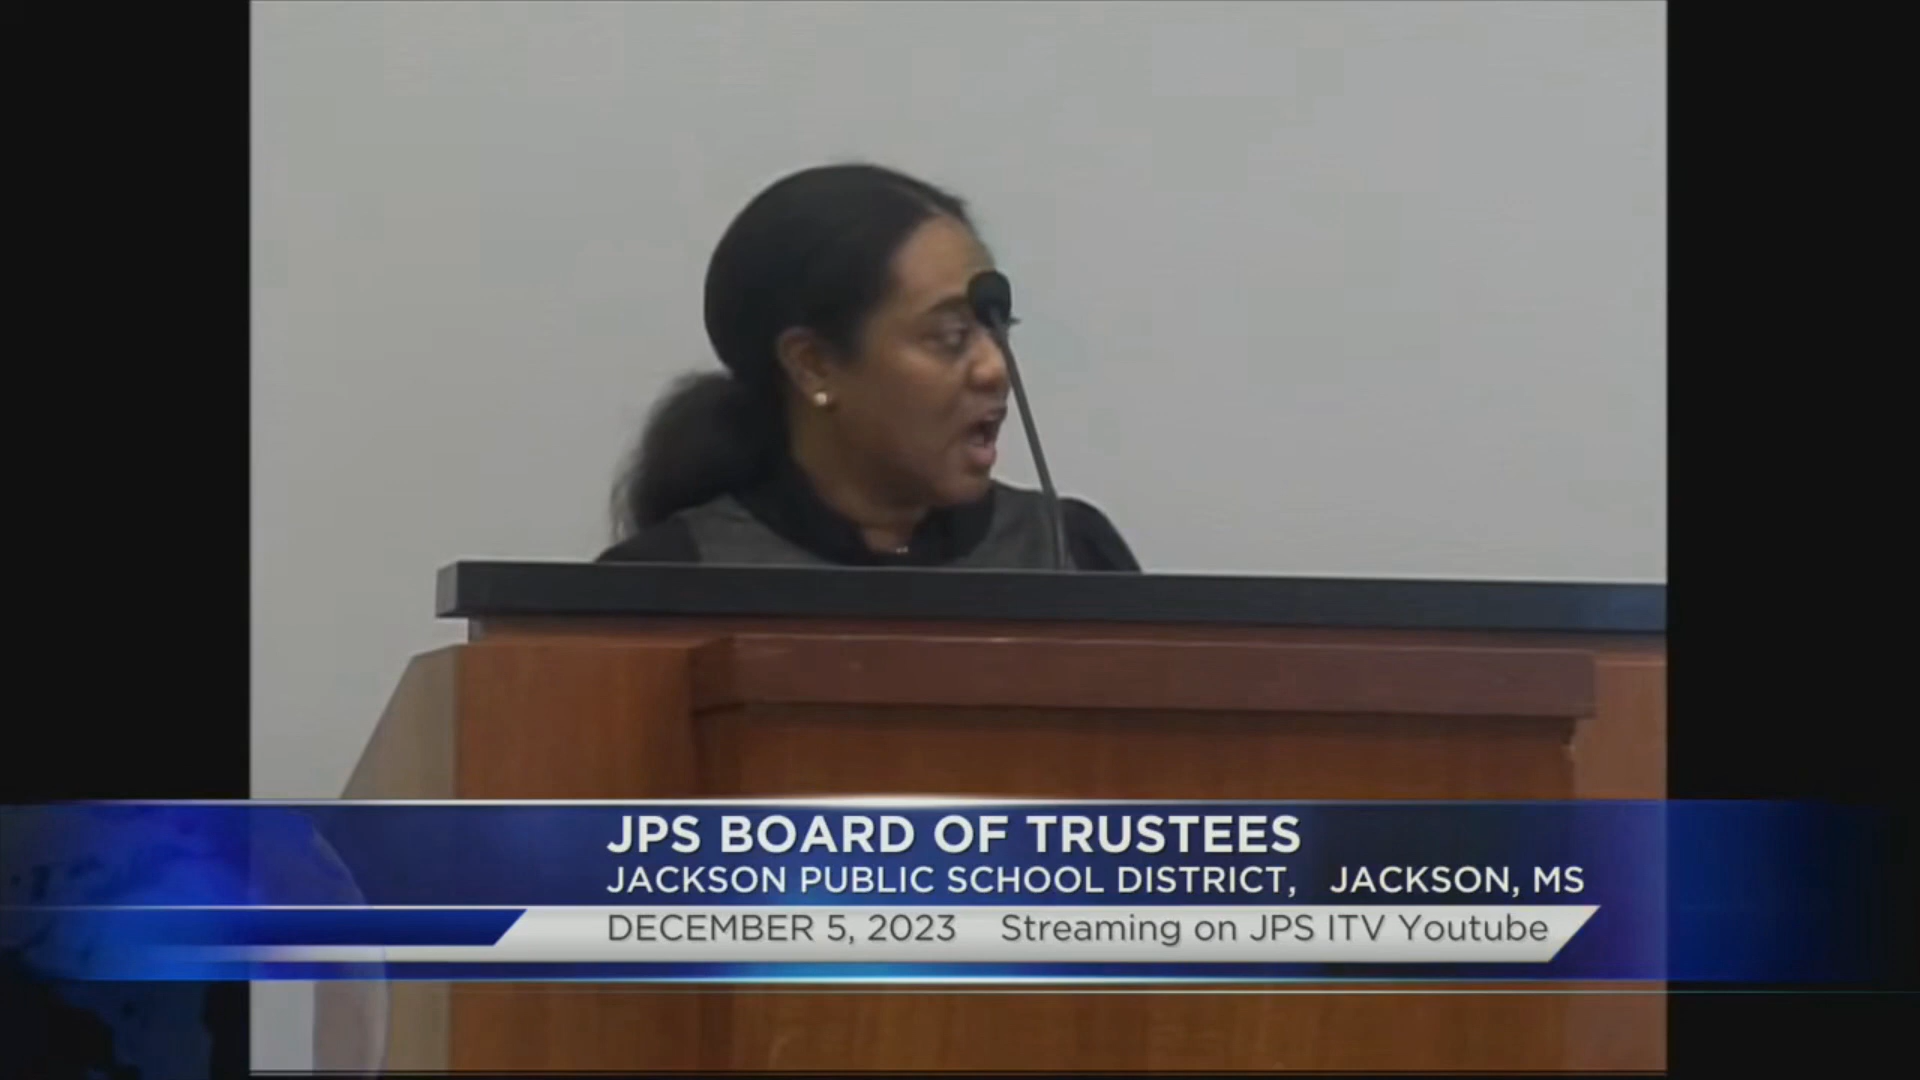 JPS BOARD OF TRUSTEES
JACKSON PUBLIC SCHOOL DISTRICT, JACKSON, MS
DECEMBER 5, 2023 Streaming on JPS ITV Youtube